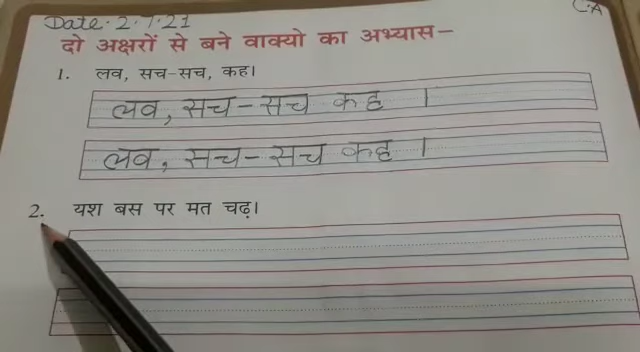 Date. 2.7.21
C.A
दो अक्षरों से बने वाक्यो का अभ्यास–
1. लव, सच-सच, कह।
लव, सच-सच कह ।
लव, सच-सच कह ।
2. यश बस पर मत चढ़।